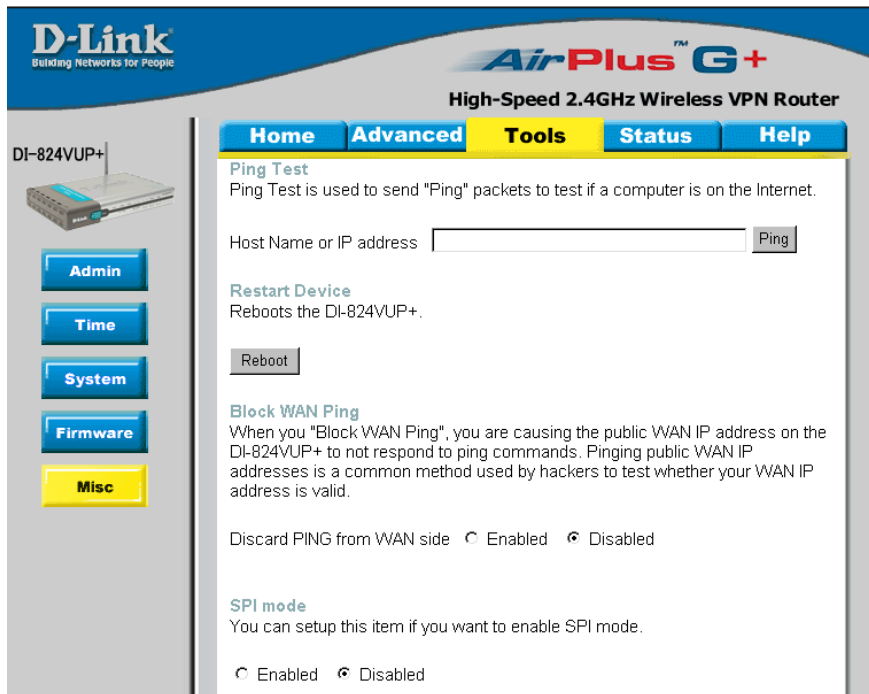 D-Link
Building Networks for People
AirPlus™ G+
High-Speed 2.4GHz Wireless VPN Router
DI-824VUP+
Home
Advanced
Tools
Status
Help
Admin
Time
System
Firmware
Misc
Ping Test
Ping Test is used to send "Ping" packets to test if a computer is on the Internet.
Host Name or IP address
Ping
Restart Device
Reboots the DI-824VUP+.
Reboot
Block WAN Ping
When you "Block WAN Ping", you are causing the public WAN IP address on the
DI-824VUP+ to not respond to ping commands. Pinging public WAN IP
addresses is a common method used by hackers to test whether your WAN IP
address is valid.
Discard PING from WAN side Enabled Disabled
SPI mode
You can setup this item if you want to enable SPI mode.
Enabled Disabled